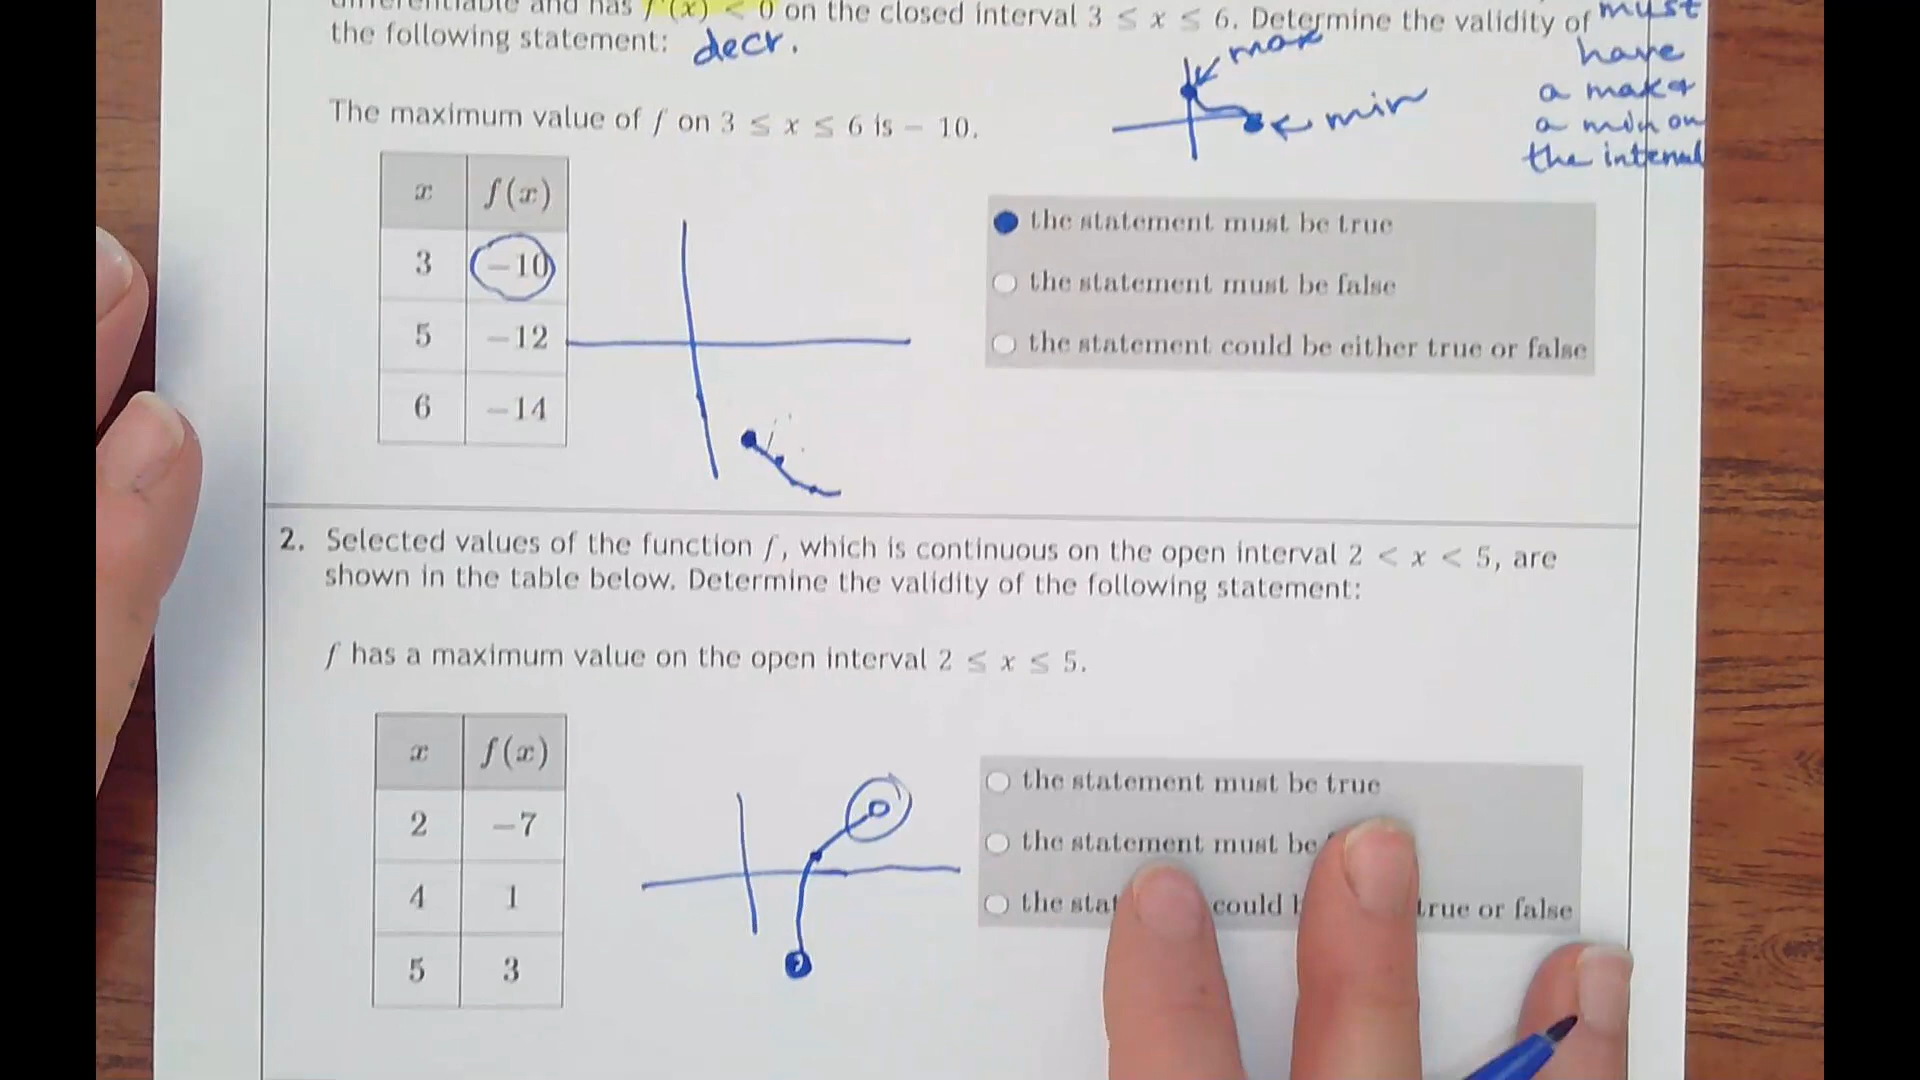 differentiable and has f'(x) < 0 on the closed interval 3 ≤ x ≤ 6. Determine the validity of
the following statement: decr.
must
have
a max &
a min on
the interval
max
min
The maximum value of f on 3 ≤ x ≤ 6 is − 10.
x f(x)
3 −10
5 −12
6 −14
the statement must be true
the statement must be false
the statement could be either true or false
2. Selected values of the function f, which is continuous on the open interval 2 < x < 5, are
shown in the table below. Determine the validity of the following statement:
f has a maximum value on the open interval 2 ≤ x ≤ 5.
x f(x)
2 −7
4 1
5 3
the statement must be true
the statement must be
the could true or false